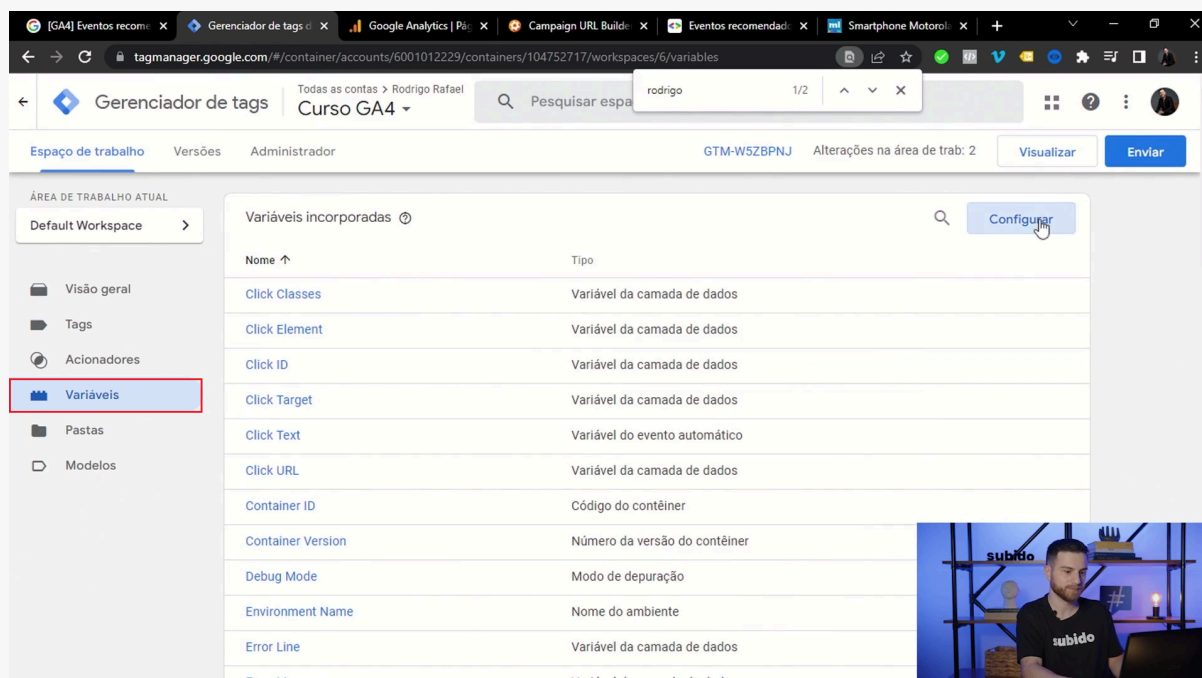 [GA4] Eventos recome
Gerenciador de tags d
Google Analytics | Pág
Campaign URL Builde
Eventos recomendado
Smartphone Motorola
tagmanager.google.com/#/container/accounts/6001012229/containers/104752717/workspaces/6/variables
rodrigo 1/2
Gerenciador de tags
Todas as contas > Rodrigo Rafael
Curso GA4
Pesquisar espa
Espaço de trabalho Versões Administrador GTM-W5ZBPNJ Alterações na área de trab: 2 Visualizar Enviar
ÁREA DE TRABALHO ATUAL
Default Workspace
Visão geral
Tags
Acionadores
Variáveis
Pastas
Modelos
Variáveis incorporadas Configurar
Nome Tipo
Click Classes Variável da camada de dados
Click Element Variável da camada de dados
Click ID Variável da camada de dados
Click Target Variável da camada de dados
Click Text Variável do evento automático
Click URL Variável da camada de dados
Container ID Código do contêiner
Container Version Número da versão do contêiner
Debug Mode Modo de depuração
Environment Name Nome do ambiente
Error Line Variável da camada de dados
subido
#
subido